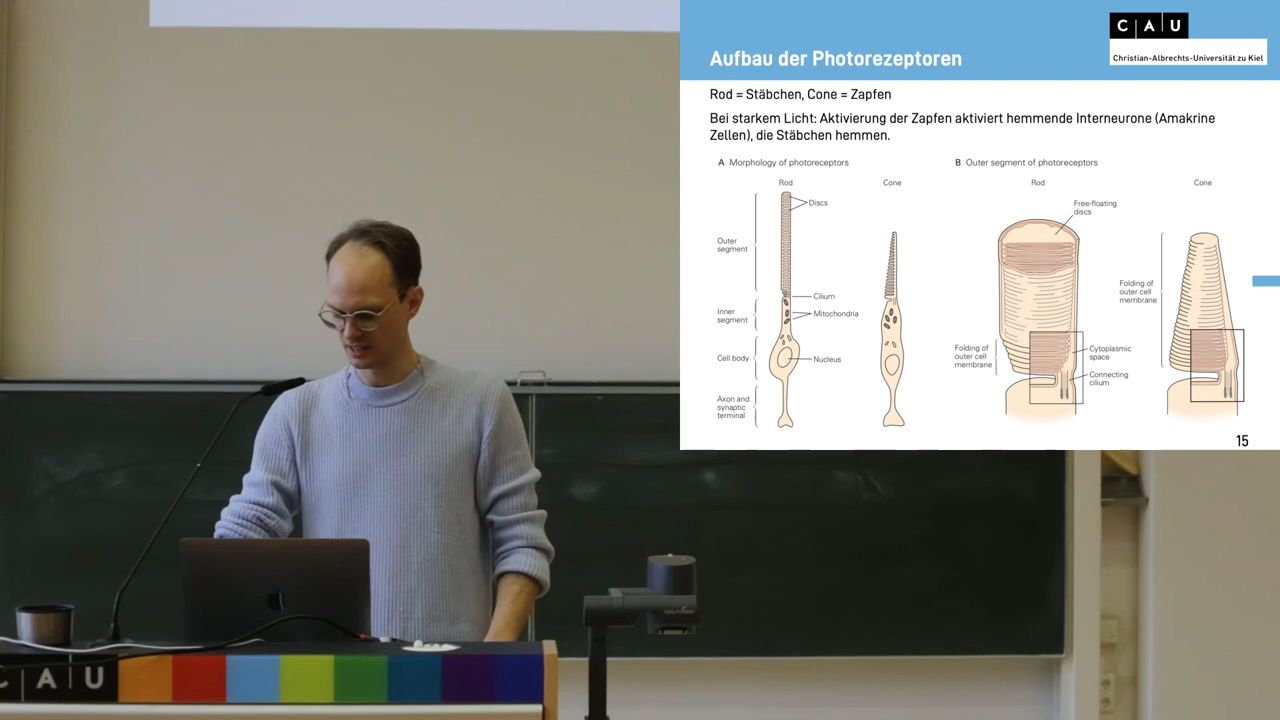 Aufbau der Photorezeptoren
C A U
Christian-Albrechts-Universität zu Kiel
Rod = Stäbchen, Cone = Zapfen
Bei starkem Licht: Aktivierung der Zapfen aktiviert hemmende Interneurone (Amakrine
Zellen), die Stäbchen hemmen.
A Morphology of photoreceptors
Rod
Cone
Discs
Outer
segment
Cilium
Inner
segment
Mitochondria
Cell body
Nucleus
Axon and
synaptic
terminal
B Outer segment of photoreceptors
Rod
Cone
Free-floating
discs
Folding of
outer cell
membrane
Folding of
outer cell
membrane
Cytoplasmic
space
Connecting
cilium
15
C A U